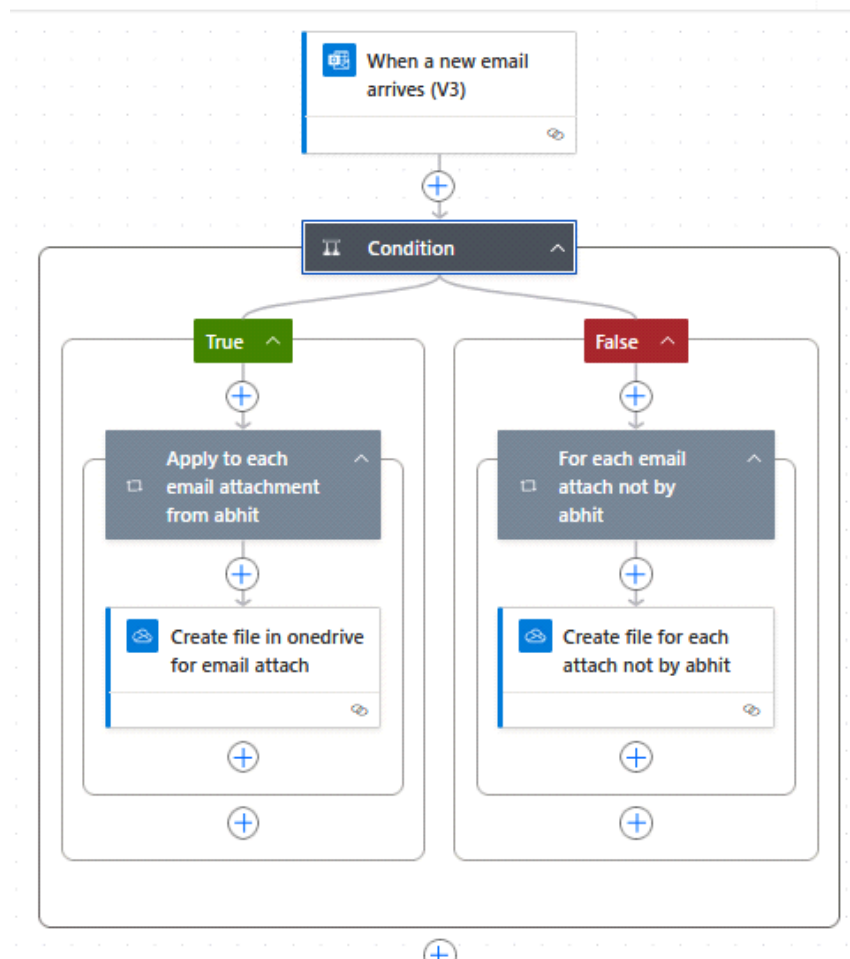 When a new email
arrives (V3)
Condition
True
False
Apply to each
email attachment
from abhit
For each email
attach not by
abhit
Create file in onedrive
for email attach
Create file for each
attach not by abhit